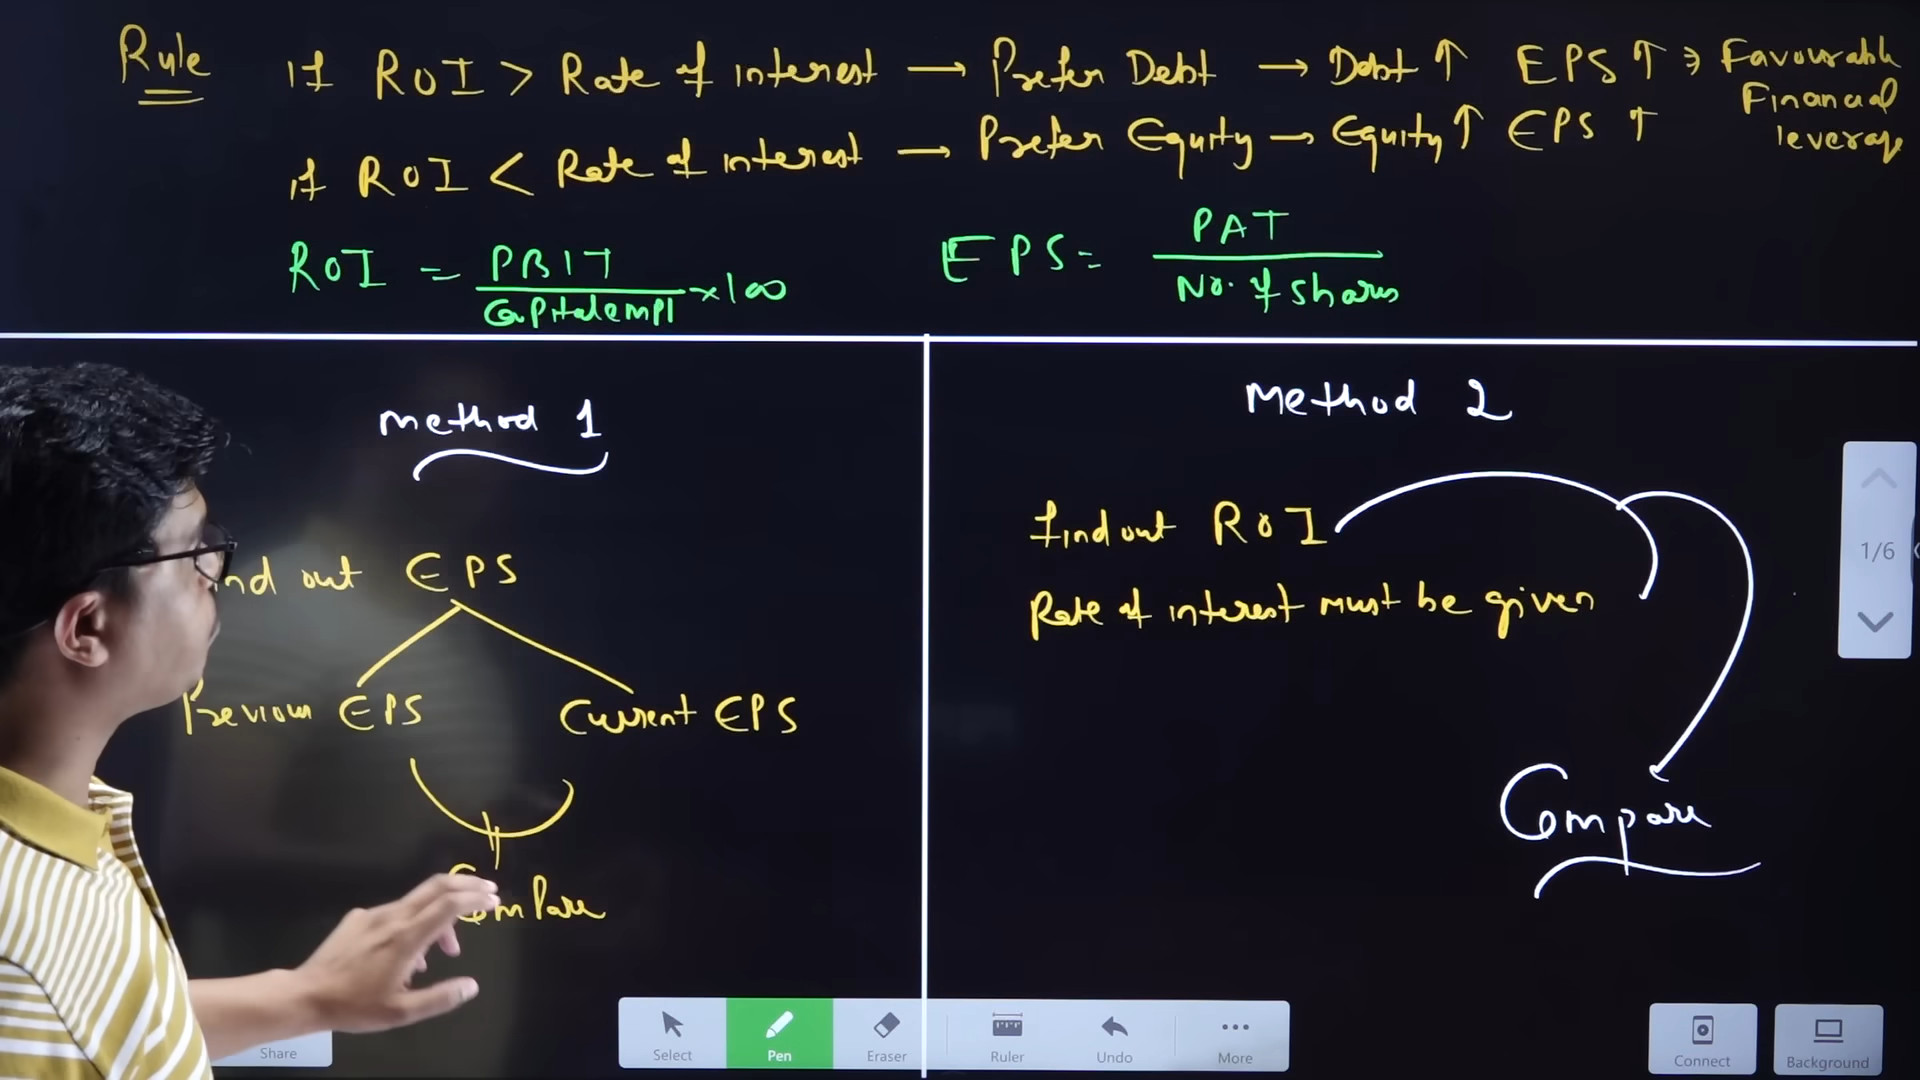 Rule
if ROI > Rate of interest → Prefer Debt → Debt ↑ EPS ↑ ⇒ Favourable
Financial
leverage
if ROI < Rate of interest → Prefer Equity → Equity ↑ EPS ↑
ROI = PBIT / Capital empl × 100
EPS = PAT / No. of shares
Method 1
out EPS
Previous EPS
Current EPS
Compare
Method 2
find out ROI
Rate of interest must be given
Compare
1/6
Share
Select
Pen
Eraser
Ruler
Undo
More
Connect
Background